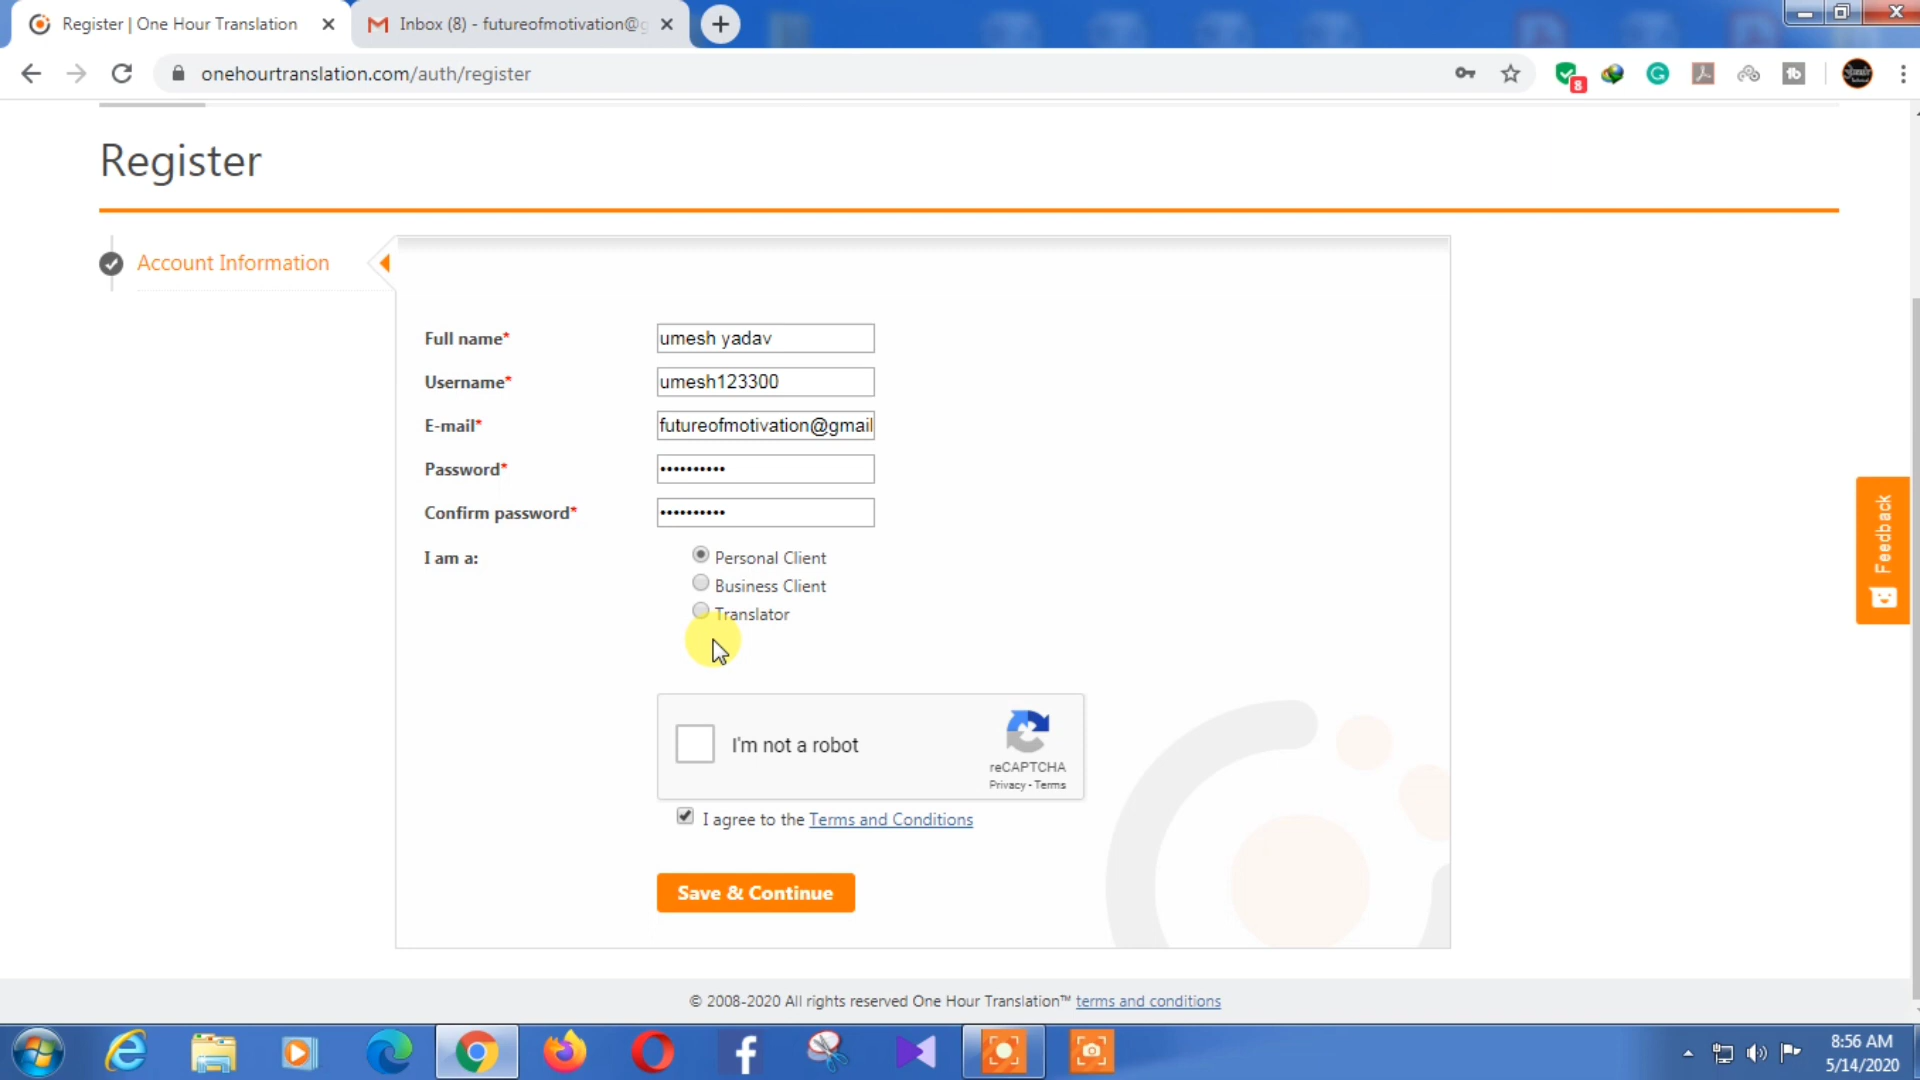 Register | One Hour Translation
Inbox (8) - futureofmotivation@g
onehourtranslation.com/auth/register
8
Register
Account Information
Full name* umesh yadav
Username* umesh123300
E-mail* futureofmotivation@gmail
Password* ••••••••••
Confirm password* ••••••••••
I am a: Personal Client
Business Client
Translator
Feedback
I'm not a robot
reCAPTCHA
Privacy - Terms
I agree to the Terms and Conditions
Save & Continue
© 2008-2020 All rights reserved One Hour Translation™ terms and conditions
8:56 AM
5/14/2020